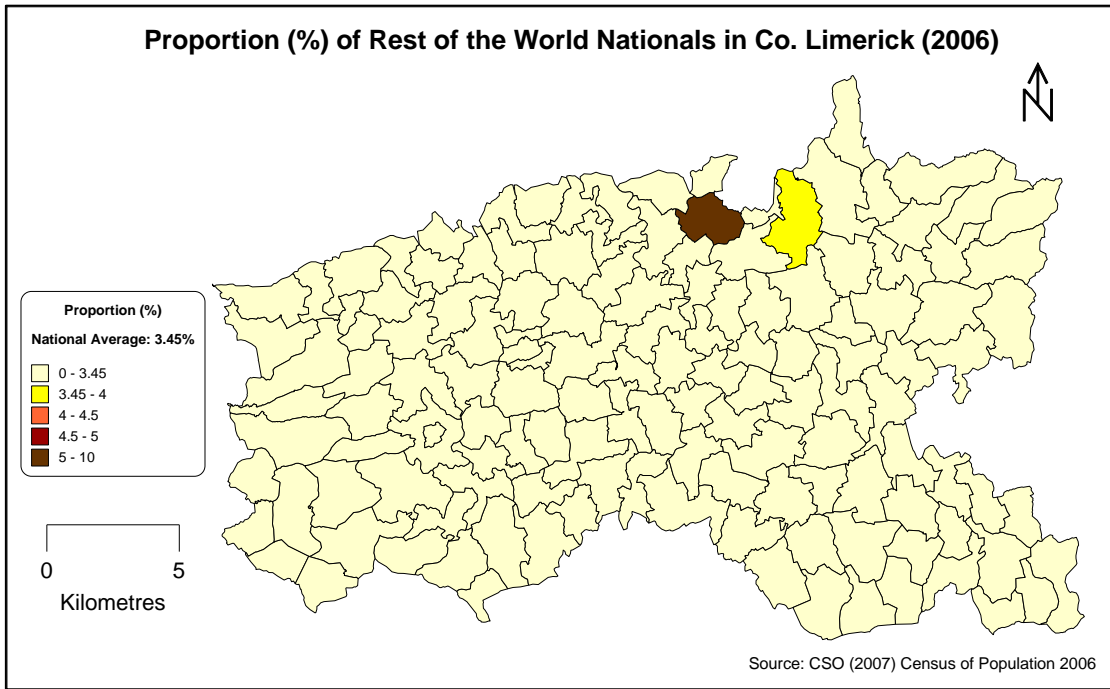 Proportion (%) of Rest of the World Nationals in Co. Limerick (2006)
N
Proportion (%)
National Average: 3.45%
0 - 3.45
3.45 - 4
4 - 4.5
4.5 - 5
5 - 10
0 5
Kilometres
Source: CSO (2007) Census of Population 2006